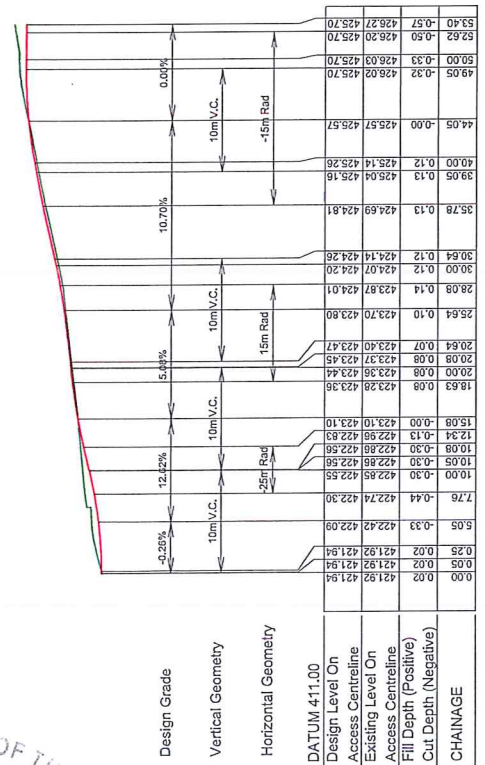 Design Grade -0.26% 12.62% 5.08% 10.70% 0.00%
Vertical Geometry 10m V.C. 10m V.C. 10m V.C. 10m V.C.
Horizontal Geometry -25m Rad 15m Rad -15m Rad
DATUM 411.00
Design Level On
Access Centreline
421.94 421.94 421.94 422.09 422.30 422.55 422.56 422.56 422.83 423.10 423.36 423.44 423.45 423.47 423.80 424.01 424.20 424.26 424.81 425.16 425.26 425.57 425.70 425.70 425.70 425.70
Existing Level On
Access Centreline
421.92 421.92 421.92 422.42 422.74 422.85 422.86 422.86 422.96 423.10 423.28 423.36 423.37 423.40 423.70 423.87 424.07 424.14 424.69 425.04 425.14 425.57 426.02 426.03 426.20 426.27
Fill Depth (Positive)
Cut Depth (Negative)
0.02 0.02 0.02 -0.33 -0.44 -0.30 -0.30 -0.30 -0.13 -0.00 0.08 0.08 0.08 0.07 0.10 0.14 0.12 0.12 0.13 0.13 0.12 -0.00 -0.32 -0.33 -0.50 -0.57
CHAINAGE
0.00 0.05 0.25 5.05 7.76 10.00 10.05 10.08 12.34 15.08 18.63 20.00 20.08 20.64 25.64 28.08 30.00 30.64 35.78 39.05 40.00 44.05 49.05 50.00 52.62 53.40
OF